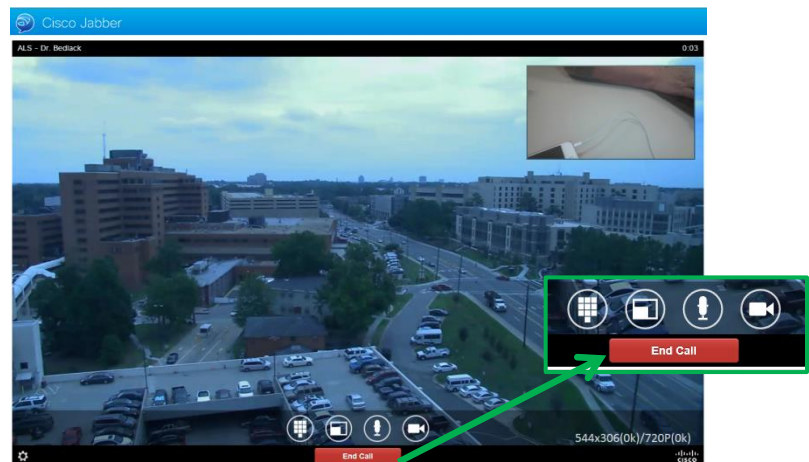 Cisco Jabber
ALS - Dr. Bedlack
0:03
End Call
544x306(0k)/720P(0k)
End Call
CISCO